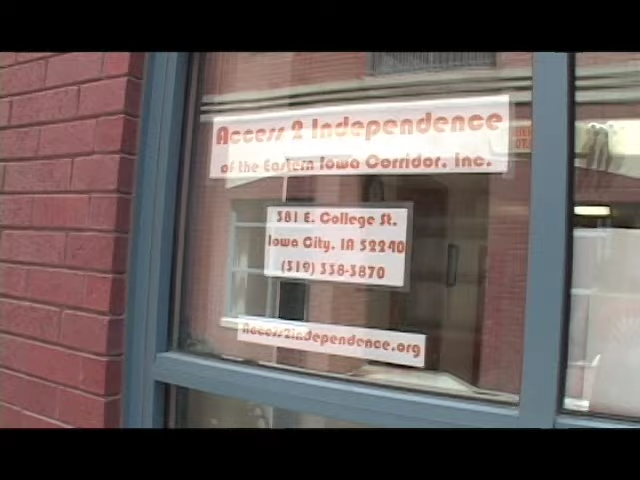 Access 2 Independence
of the Eastern Iowa Corridor, Inc.
381 E. College St.
Iowa City, IA 52240
(319) 338-3870
Access2Independence.org